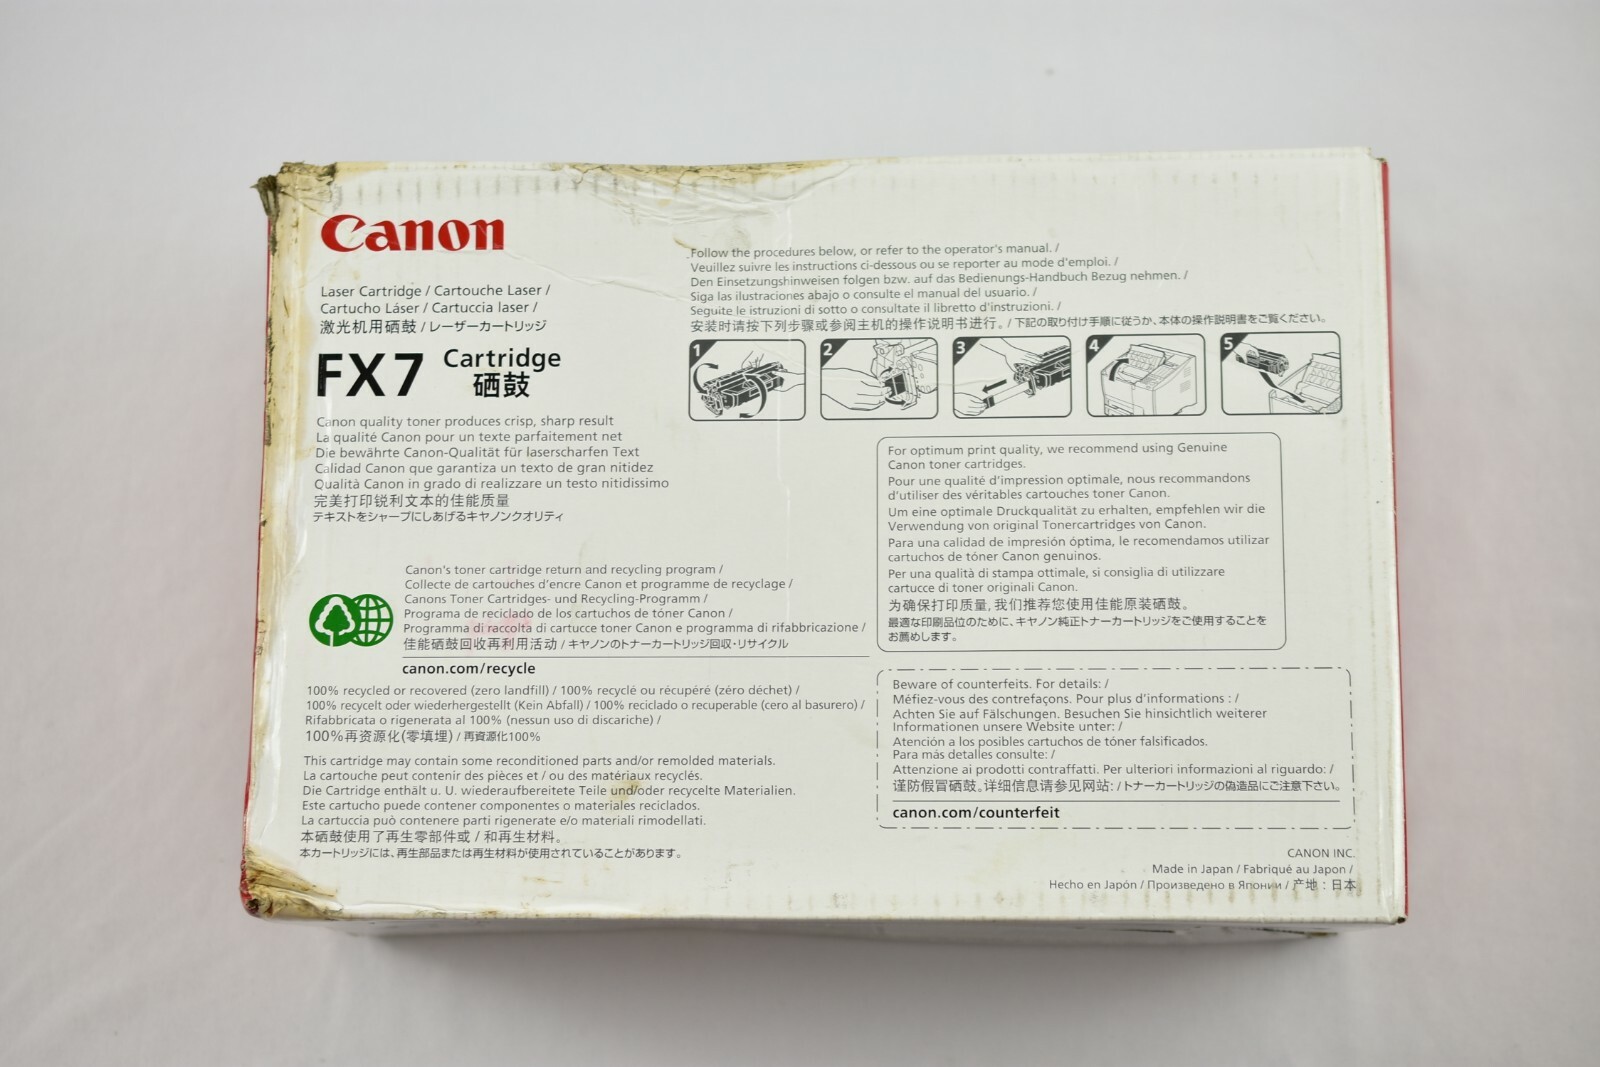 Canon
Laser Cartridge / Cartouche Laser /
Cartucho Láser / Cartuccia laser /
激光机用硒鼓 / レーザーカートリッジ
FX7 Cartridge
硒鼓
Canon quality toner produces crisp, sharp result
La qualité Canon pour un texte parfaitement net
Die bewährte Canon-Qualität für laserscharfen Text
Calidad Canon que garantiza un texto de gran nitidez
Qualità Canon in grado di realizzare un testo nitidissimo
完美打印锐利文本的佳能质量
テキストをシャープにしあげるキヤノンクオリティ
Canon's toner cartridge return and recycling program /
Collecte de cartouches d'encre Canon et programme de recyclage /
Canons Toner Cartridges- und Recycling-Programm /
Programa de reciclado de los cartuchos de tóner Canon /
Programma di raccolta di cartucce toner Canon e programma di rifabbricazione /
佳能硒鼓回收再利用活动 / キヤノンのトナーカートリッジ回収・リサイクル
canon.com/recycle
100% recycled or recovered (zero landfill) / 100% recyclé ou récupéré (zéro déchet) /
100% recycelt oder wiederhergestellt (Kein Abfall) / 100% reciclado o recuperable (cero al basurero) /
Rifabbricata o rigenerata al 100% (nessun uso di discariche) /
100%再资源化(零填埋) / 再資源化100%
This cartridge may contain some reconditioned parts and/or remolded materials.
La cartouche peut contenir des pièces et / ou des matériaux recyclés.
Die Cartridge enthält u. U. wiederaufbereitete Teile und/oder recycelte Materialien.
Este cartucho puede contener componentes o materiales reciclados.
La cartuccia può contenere parti rigenerate e/o materiali rimodellati.
本硒鼓使用了再生零部件或 / 和再生材料。
本カートリッジには、再生部品または再生材料が使用されていることがあります。
Follow the procedures below, or refer to the operator's manual. /
Veuillez suivre les instructions ci-dessous ou se reporter au mode d'emploi. /
Den Einsetzungshinweisen folgen bzw. auf das Bedienungs-Handbuch Bezug nehmen. /
Siga las ilustraciones abajo o consulte el manual del usuario. /
Seguite le istruzioni di sotto o consultate il libretto d'instruzioni. /
安装时请按下列步骤或参阅主机的操作说明书进行。 / 下記の取り付け手順に従うか、本体の操作説明書をご覧ください。
1 2 3 4 5
For optimum print quality, we recommend using Genuine
Canon toner cartridges.
Pour une qualité d'impression optimale, nous recommandons
d'utiliser des véritables cartouches toner Canon.
Um eine optimale Druckqualität zu erhalten, empfehlen wir die
Verwendung von original Tonercartridges von Canon.
Para una calidad de impresión óptima, le recomendamos utilizar
cartuchos de tóner Canon genuinos.
Per una qualità di stampa ottimale, si consiglia di utilizzare
cartucce di toner originali Canon.
为确保打印质量,我们推荐您使用佳能原装硒鼓。
最適な印刷品位のために、キヤノン純正トナーカートリッジをご使用することを
お薦めします。
Beware of counterfeits. For details: /
Méfiez-vous des contrefaçons. Pour plus d'informations : /
Achten Sie auf Fälschungen. Besuchen Sie hinsichtlich weiterer
Informationen unsere Website unter: /
Atención a los posibles cartuchos de tóner falsificados.
Para más detalles consulte: /
Attenzione ai prodotti contraffatti. Per ulteriori informazioni al riguardo: /
谨防假冒硒鼓。详细信息请参见网站: / トナーカートリッジの偽造品にご注意下さい。
canon.com/counterfeit
CANON INC.
Made in Japan / Fabriqué au Japon /
Hecho en Japón / Произведено в Японии / 产地 : 日本